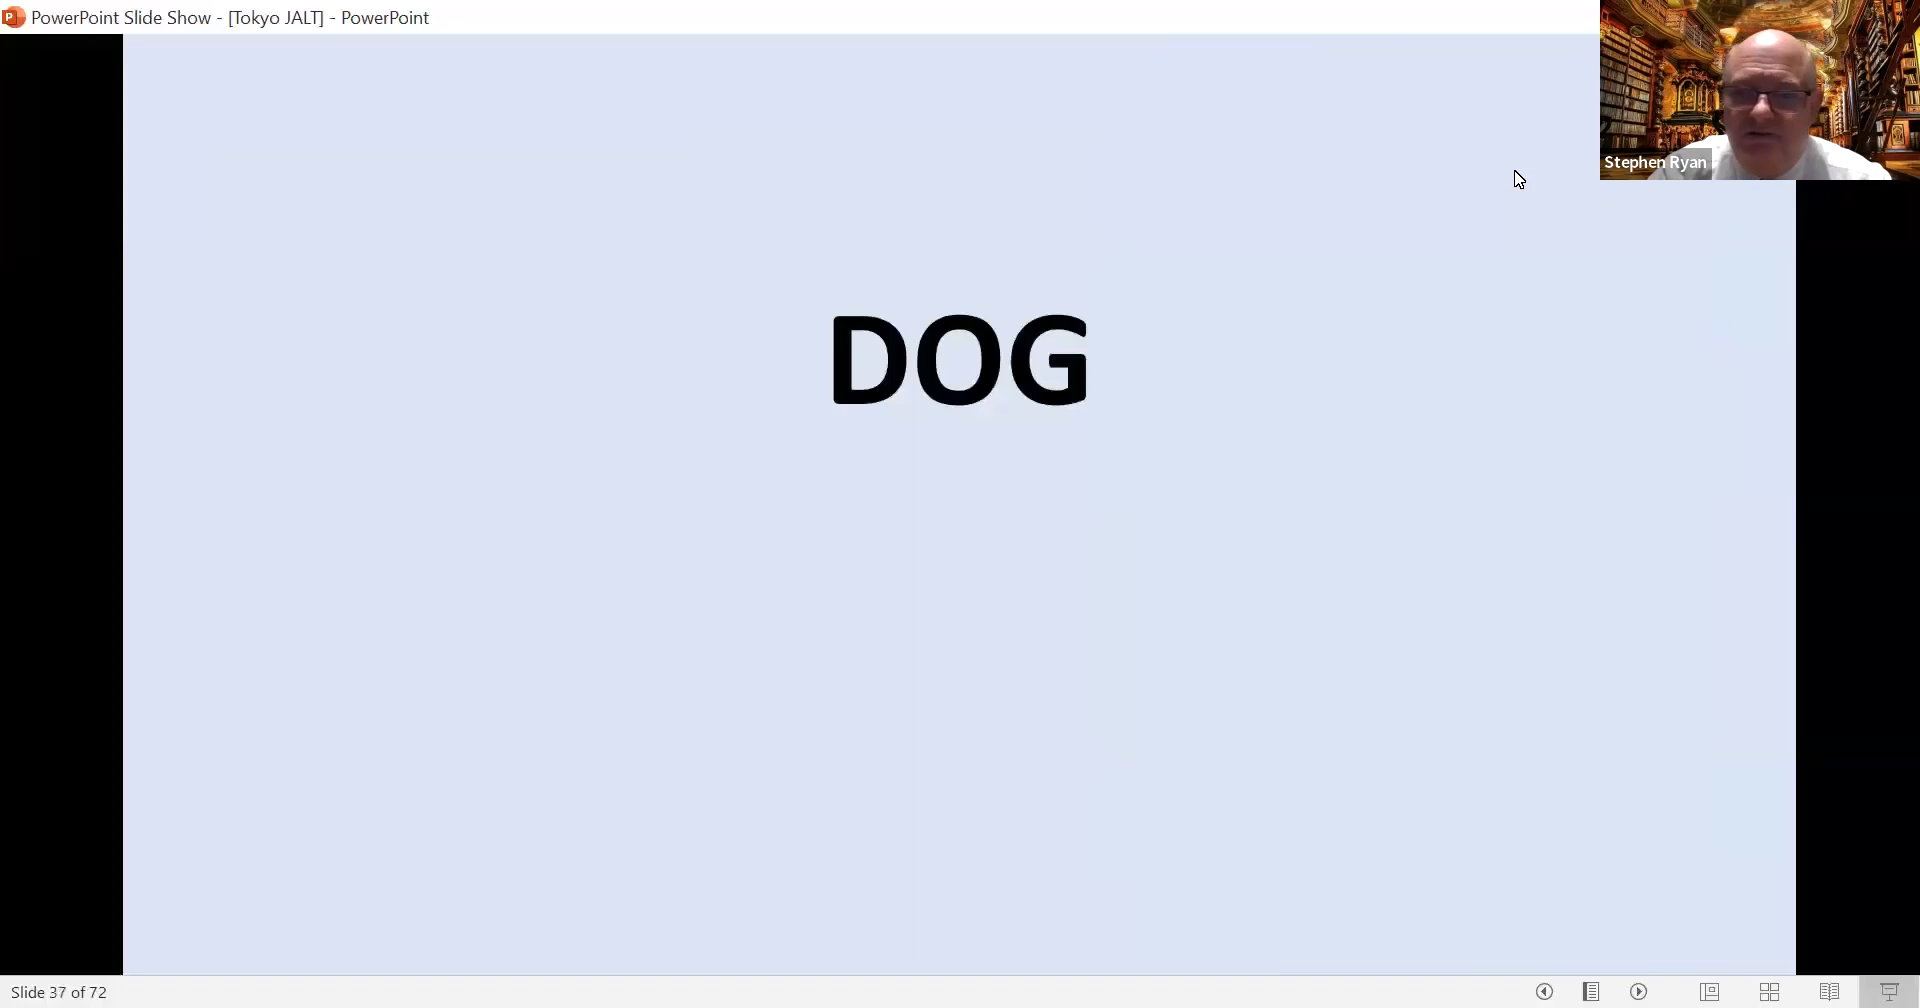 PowerPoint Slide Show - [Tokyo JALT] - PowerPoint
Stephen Ryan
DOG
Slide 37 of 72